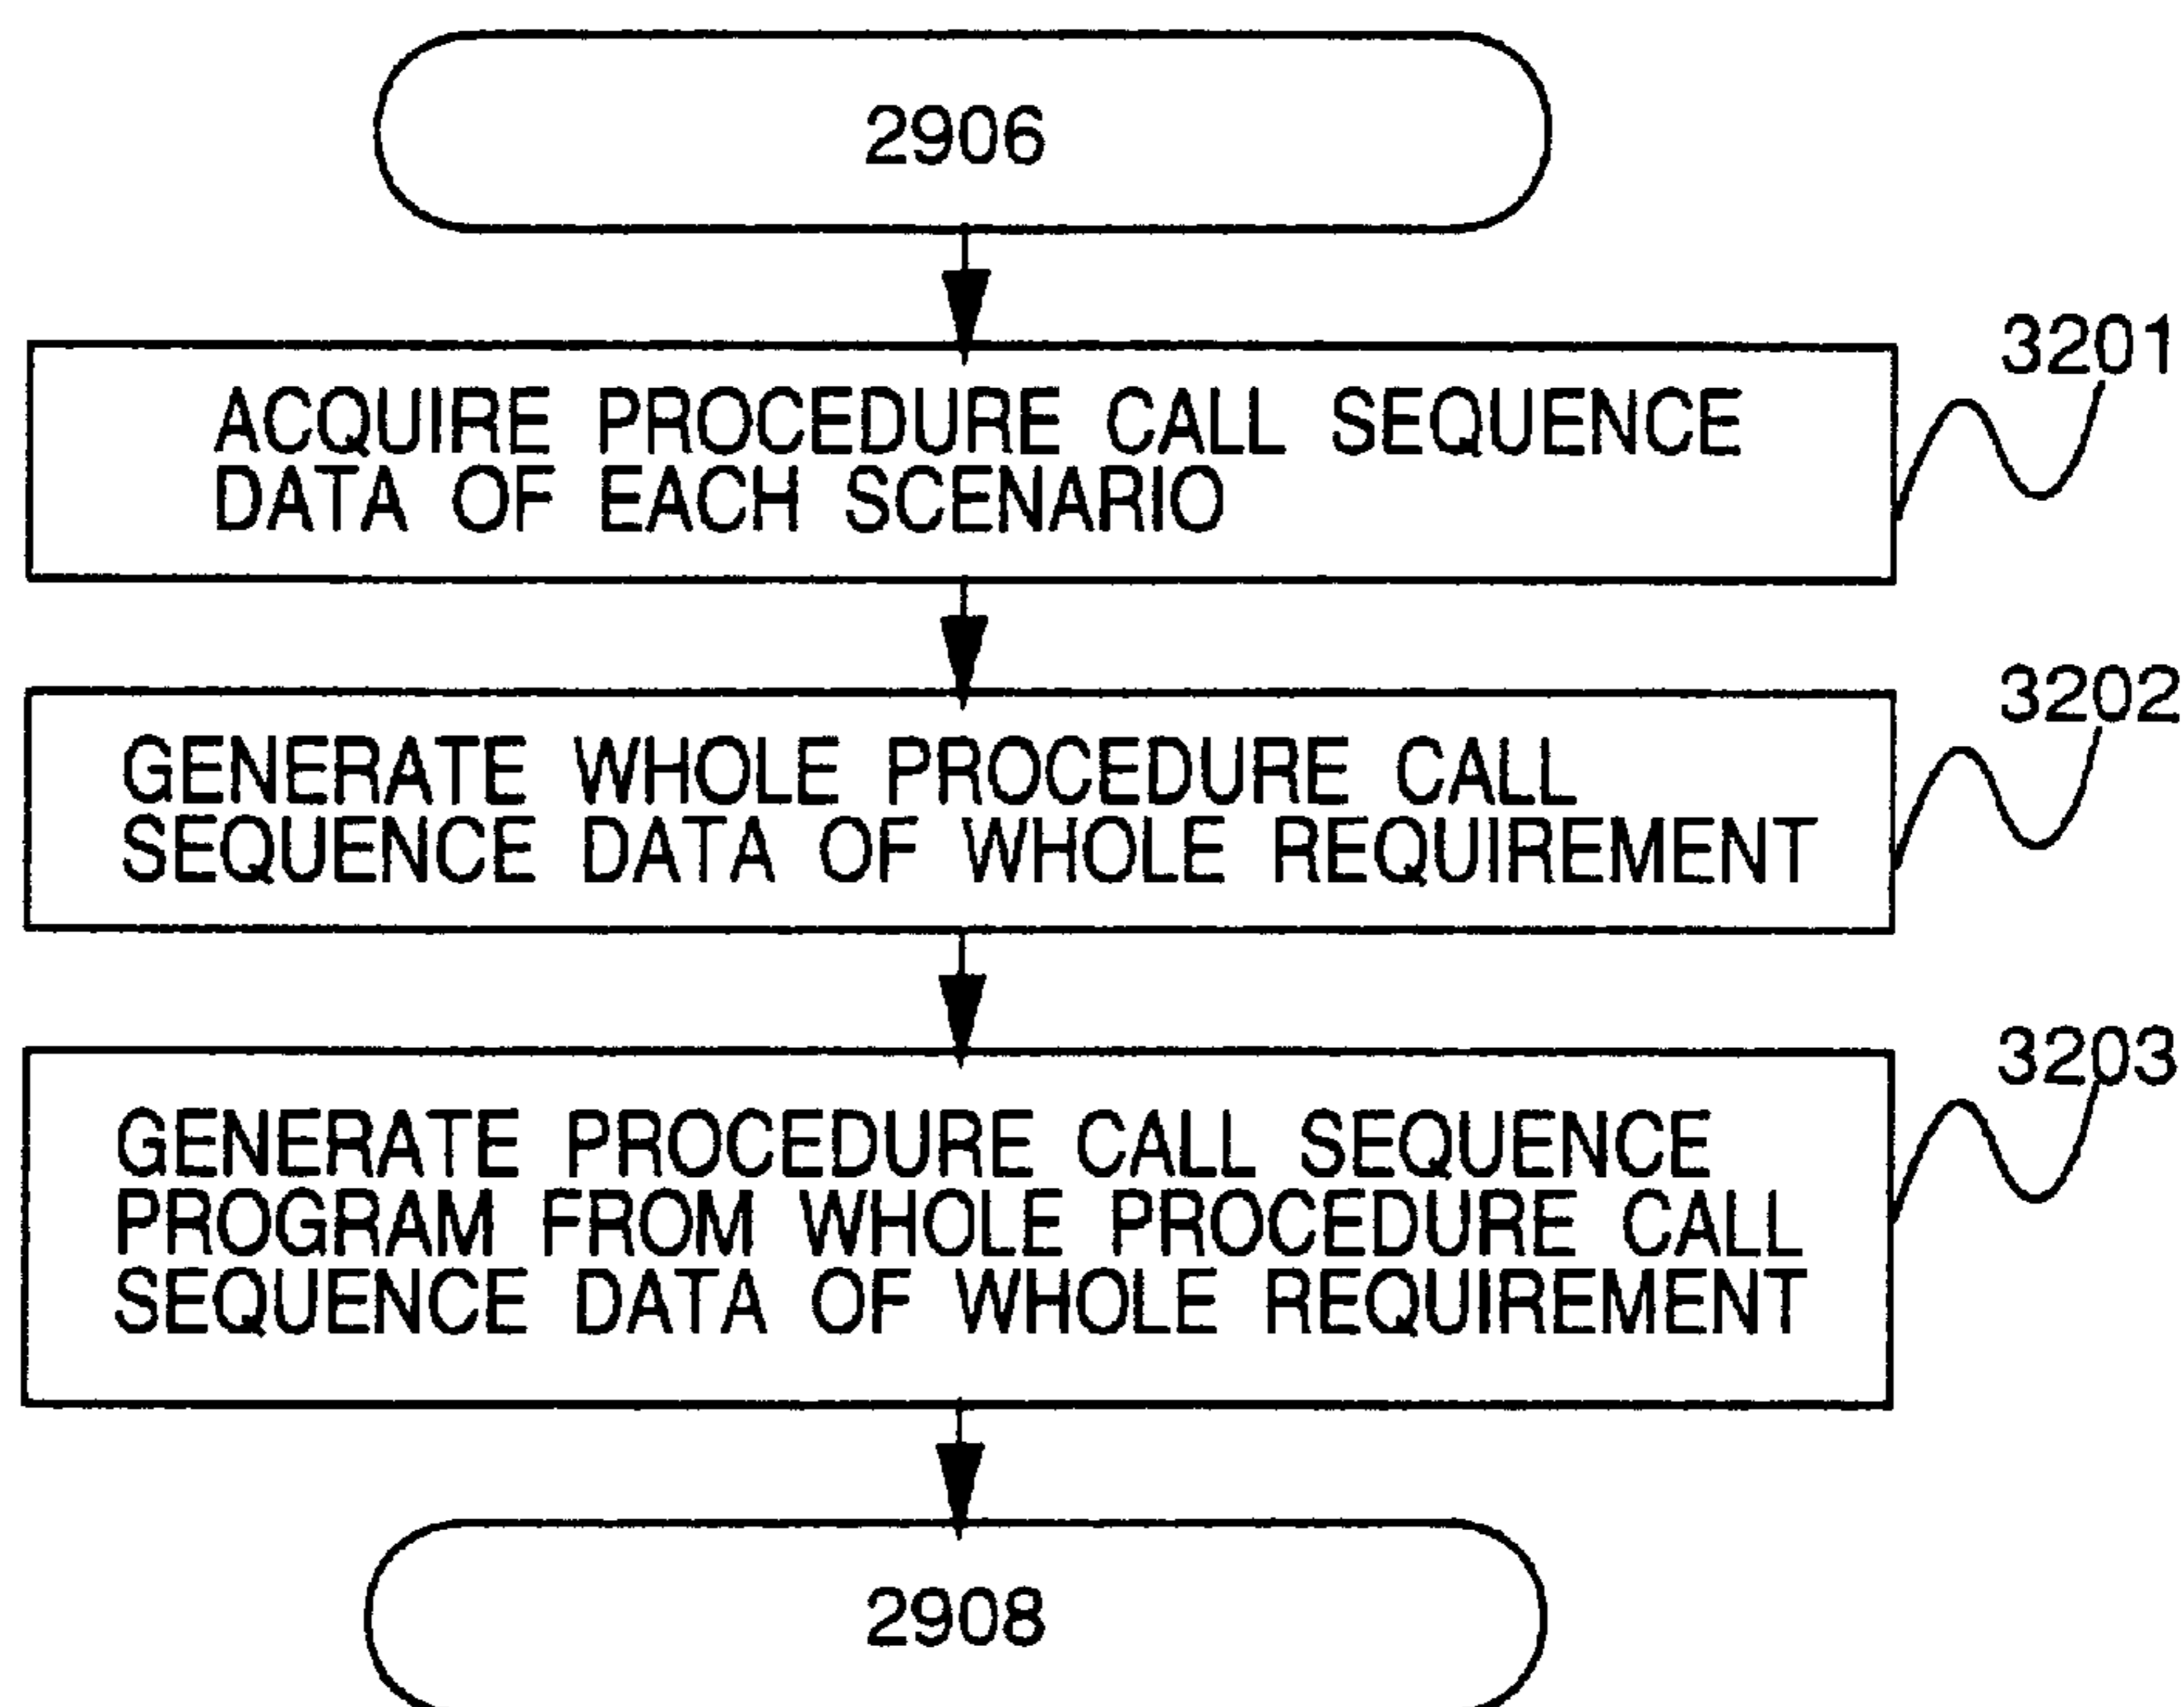 2906
3201
ACQUIRE PROCEDURE CALL SEQUENCE
DATA OF EACH SCENARIO
3202
GENERATE WHOLE PROCEDURE CALL
SEQUENCE DATA OF WHOLE REQUIREMENT
3203
GENERATE PROCEDURE CALL SEQUENCE
PROGRAM FROM WHOLE PROCEDURE CALL
SEQUENCE DATA OF WHOLE REQUIREMENT
2908